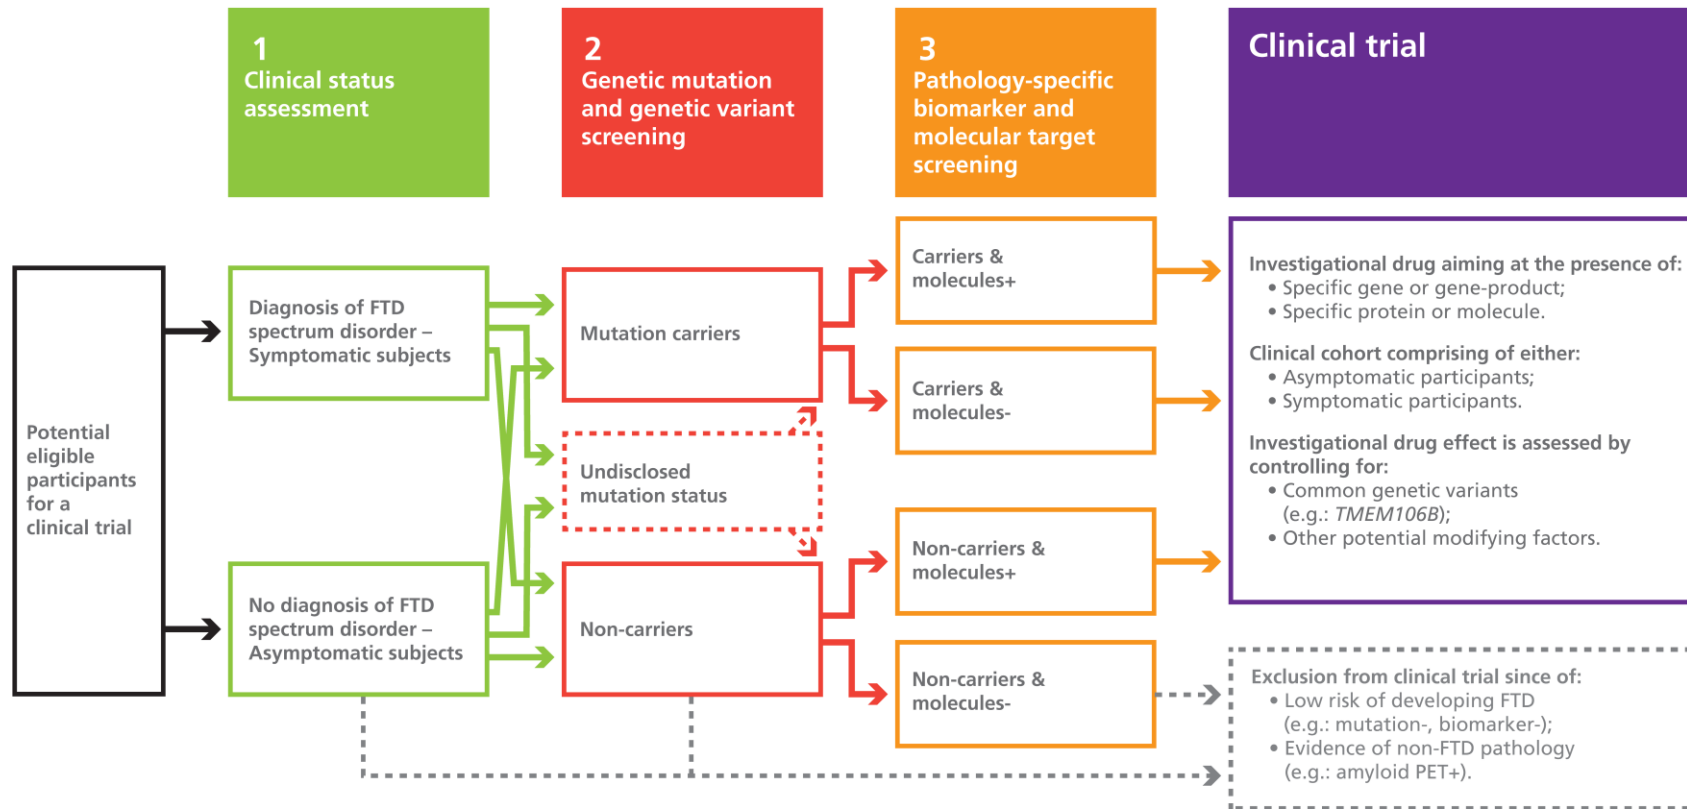 1
Clinical status
assessment
2
Genetic mutation
and genetic variant
screening
3
Pathology-specific
biomarker and
molecular target
screening
Clinical trial
Potential
eligible
participants
for a
clinical trial
Diagnosis of FTD
spectrum disorder –
Symptomatic subjects
No diagnosis of FTD
spectrum disorder –
Asymptomatic subjects
Mutation carriers
Undisclosed
mutation status
Non-carriers
Carriers &
molecules+
Carriers &
molecules-
Non-carriers &
molecules+
Non-carriers &
molecules-
Investigational drug aiming at the presence of:
• Specific gene or gene-product;
• Specific protein or molecule.
Clinical cohort comprising of either:
• Asymptomatic participants;
• Symptomatic participants.
Investigational drug effect is assessed by
controlling for:
• Common genetic variants
(e.g.: TMEM106B);
• Other potential modifying factors.
Exclusion from clinical trial since of:
• Low risk of developing FTD
(e.g.: mutation-, biomarker-);
• Evidence of non-FTD pathology
(e.g.: amyloid PET+).